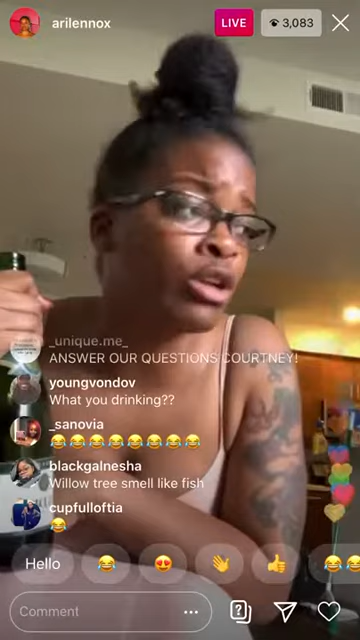 arilennox
LIVE
3,083
_unique.me_
ANSWER OUR QUESTIONS COURTNEY!
youngvondov
What you drinking??
_sanovia
😂😂😂😂😂😂😂😂😂
blackgalnesha
Willow tree smell like fish
cupfulloftia
😂
Hello 😂 😍 👋 👍 😂😂
Comment